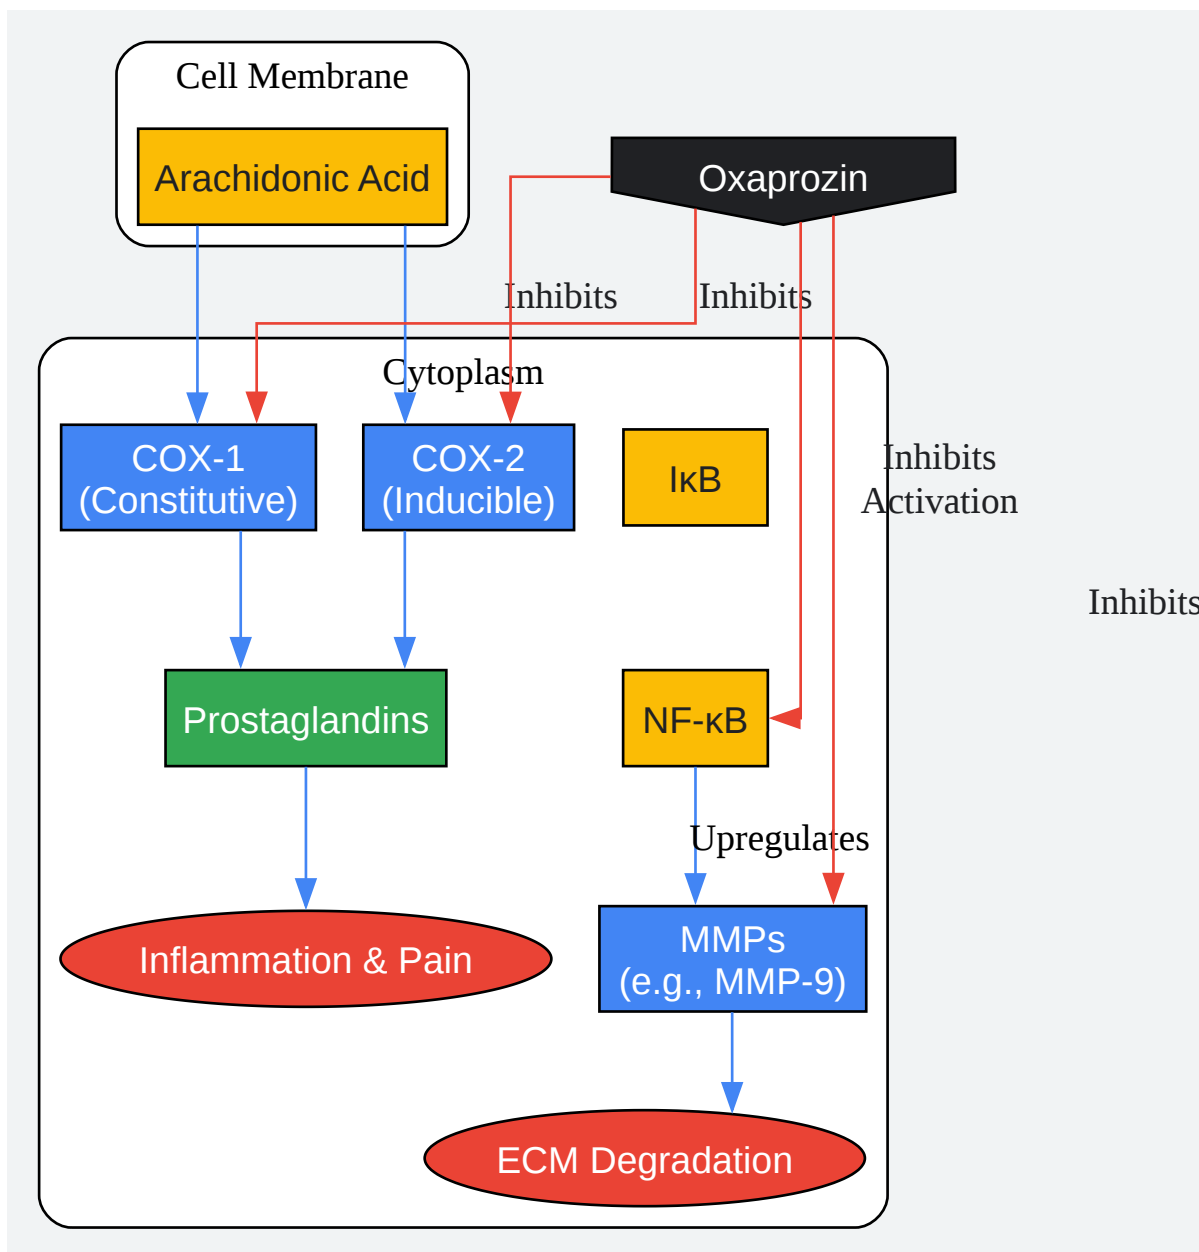 Cell Membrane
Arachidonic Acid
Oxaprozin
Inhibits
Inhibits
Cytoplasm
COX-1
(Constitutive)
COX-2
(Inducible)
IκB
Inhibits
Activation
Inhibits
Prostaglandins
NF-κB
Upregulates
Inflammation & Pain
MMPs
(e.g., MMP-9)
ECM Degradation